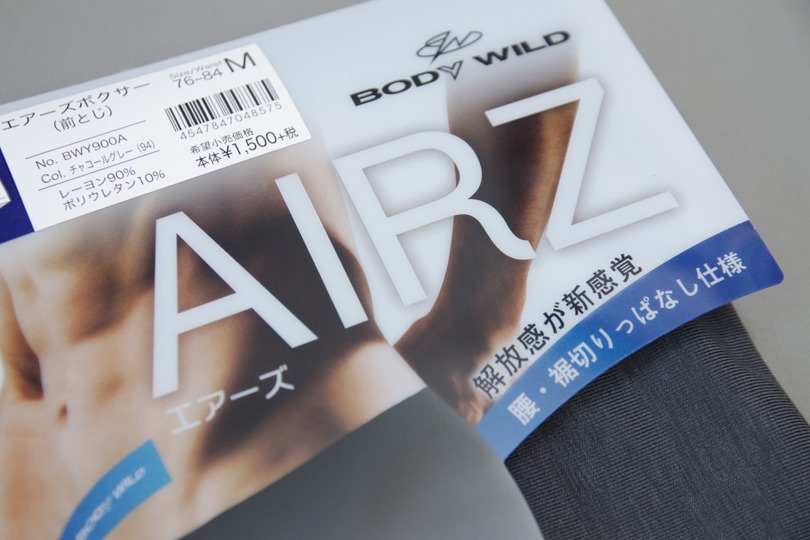 エアーズボクサー
(前とじ)
Size/Waist
76~84 M
No. BWY900A
Col. チャコールグレー (94)
レーヨン90%
ポリウレタン10%
4547847048575
希望小売価格
本体¥1,500+税
BODY WILD
AIRZ
エアーズ
解放感が新感覚
腰・裾切りっぱなし仕様
BODY WILD